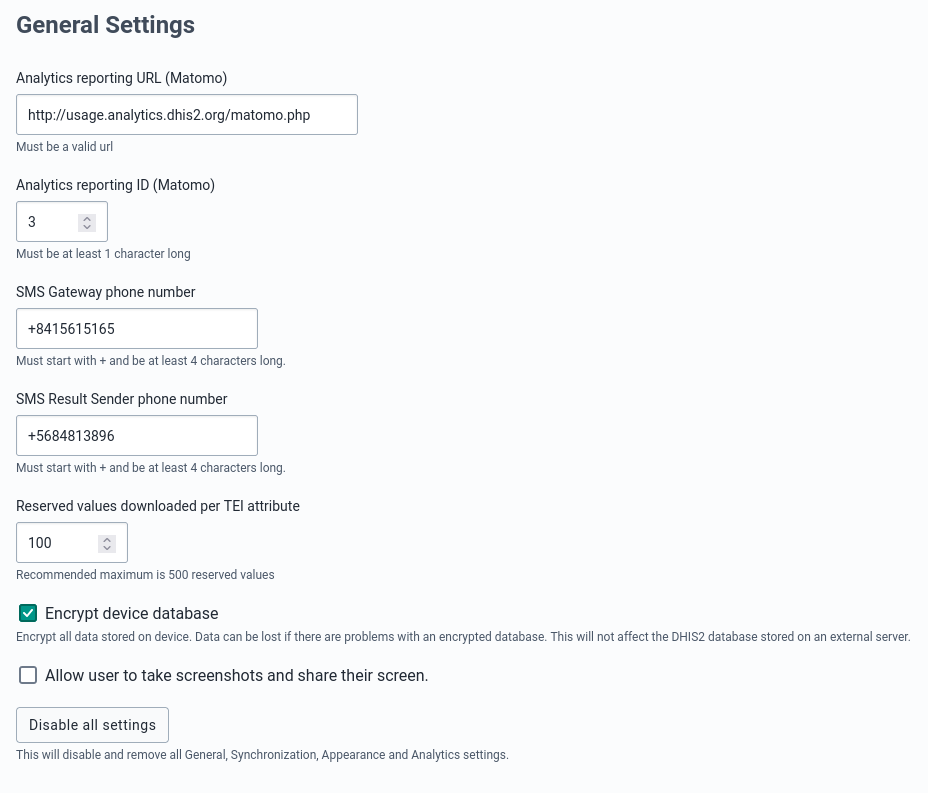 General Settings
Analytics reporting URL (Matomo)
http://usage.analytics.dhis2.org/matomo.php
Must be a valid url
Analytics reporting ID (Matomo)
3
Must be at least 1 character long
SMS Gateway phone number
+8415615165
Must start with + and be at least 4 characters long.
SMS Result Sender phone number
+5684813896
Must start with + and be at least 4 characters long.
Reserved values downloaded per TEI attribute
100
Recommended maximum is 500 reserved values
Encrypt device database
Encrypt all data stored on device. Data can be lost if there are problems with an encrypted database. This will not affect the DHIS2 database stored on an external server.
Allow user to take screenshots and share their screen.
Disable all settings
This will disable and remove all General, Synchronization, Appearance and Analytics settings.